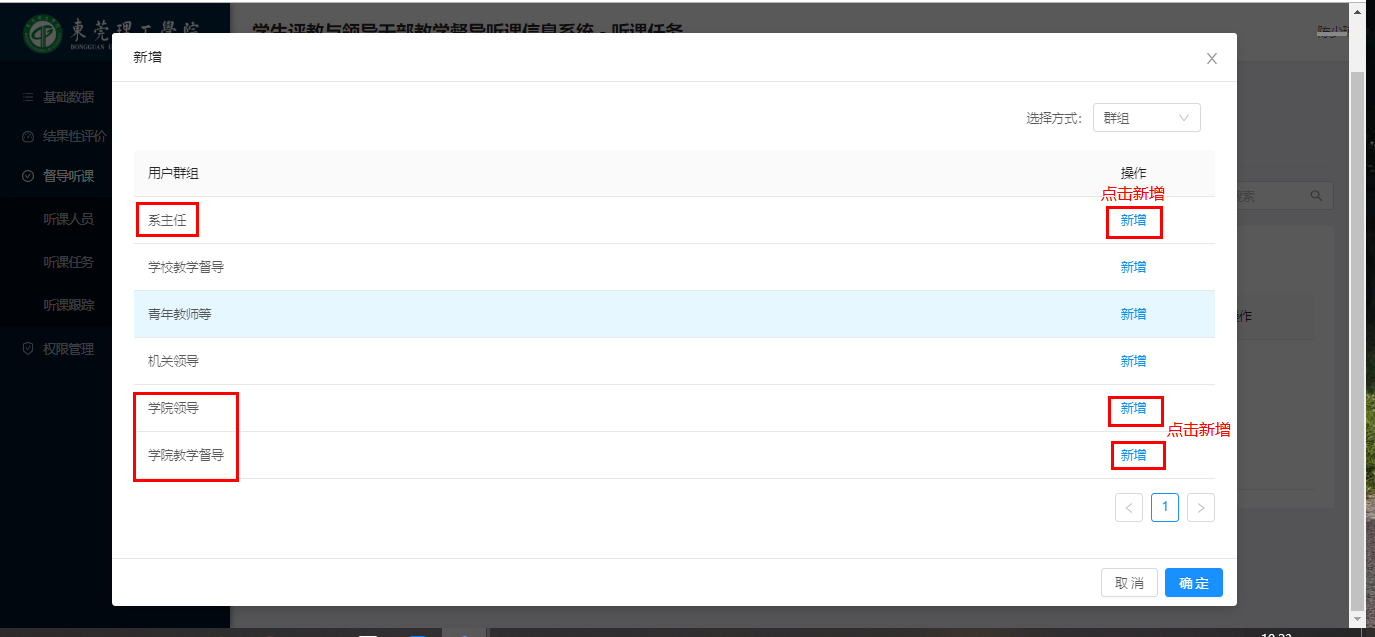 東莞理工學院
学生评教与领导干部教学督导听课信息系统 - 听课任务
新增
基础数据
结果性评价
督导听课
听课人员
听课任务
听课跟踪
权限管理
选择方式:
群组
用户群组
操作
点击新增
系主任
新增
学校教学督导
新增
青年教师等
新增
机关领导
新增
学院领导
新增
点击新增
学院教学督导
新增
1
取 消
确 定